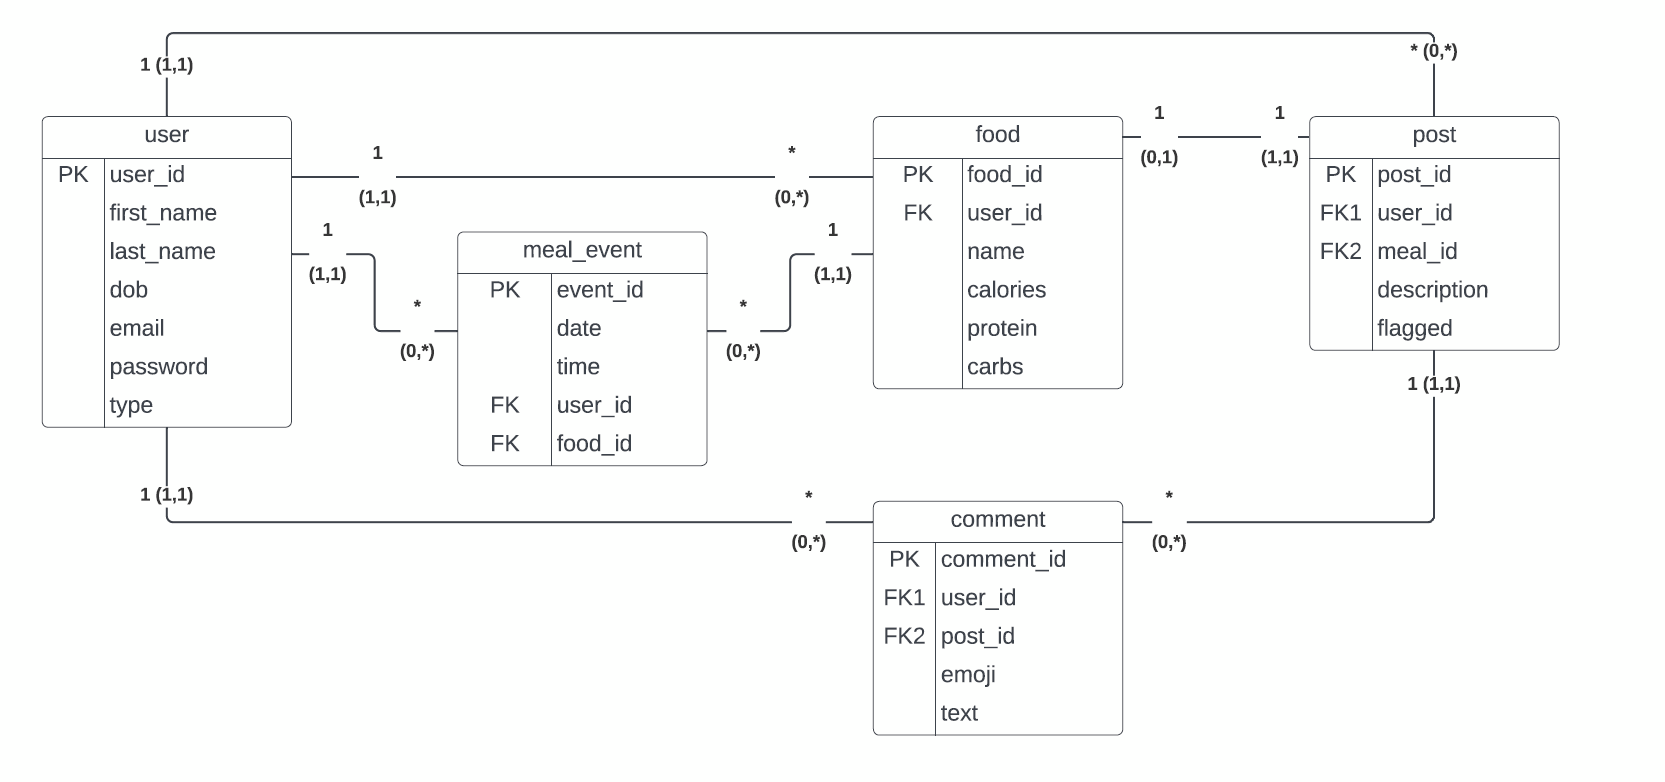 1 (1,1)
* (0,*)
user
PK user_id
first_name
last_name
dob
email
password
type
1
(1,1)
*
(0,*)
1
(1,1)
*
(0,*)
meal_event
PK event_id
date
time
FK user_id
FK food_id
*
(0,*)
1
(1,1)
food
PK food_id
FK user_id
name
calories
protein
carbs
1
(0,1)
1
(1,1)
post
PK post_id
FK1 user_id
FK2 meal_id
description
flagged
1 (1,1)
1 (1,1)
*
(0,*)
comment
PK comment_id
FK1 user_id
FK2 post_id
emoji
text
*
(0,*)